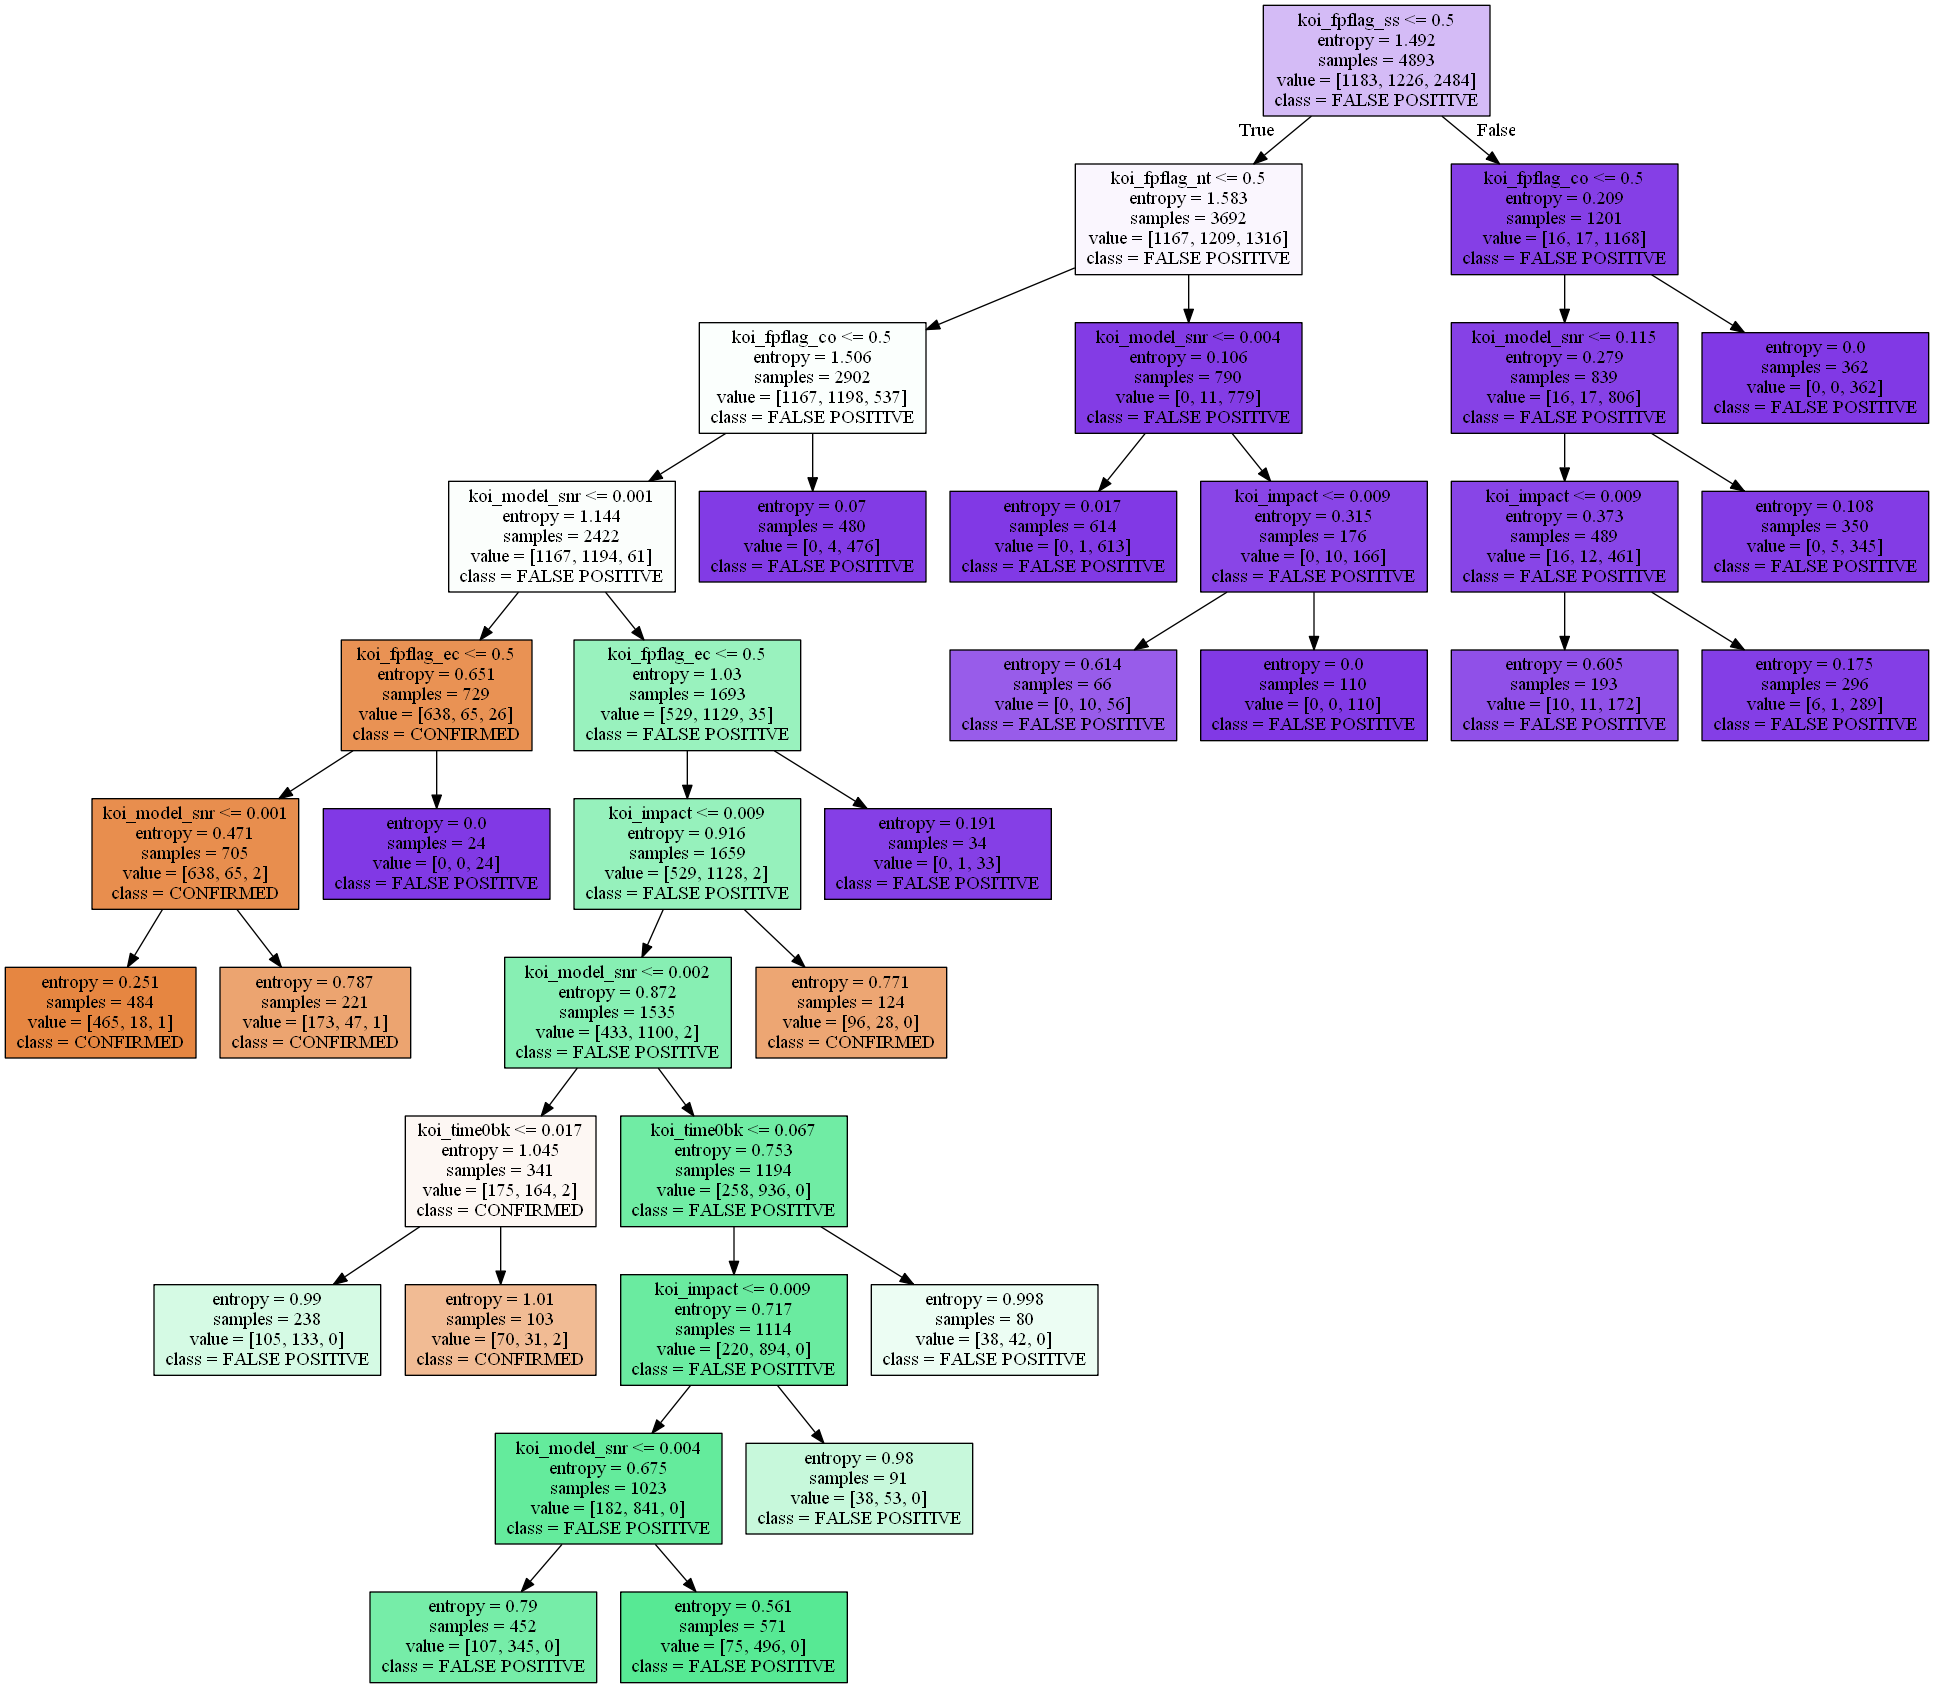 koi_fpflag_ss <= 0.5
entropy = 1.492
samples = 4893
value = [1183, 1226, 2484]
class = FALSE POSITIVE
True
False
koi_fpflag_nt <= 0.5
entropy = 1.583
samples = 3692
value = [1167, 1209, 1316]
class = FALSE POSITIVE
koi_fpflag_co <= 0.5
entropy = 0.209
samples = 1201
value = [16, 17, 1168]
class = FALSE POSITIVE
koi_fpflag_co <= 0.5
entropy = 1.506
samples = 2902
value = [1167, 1198, 537]
class = FALSE POSITIVE
koi_model_snr <= 0.004
entropy = 0.106
samples = 790
value = [0, 11, 779]
class = FALSE POSITIVE
koi_model_snr <= 0.115
entropy = 0.279
samples = 839
value = [16, 17, 806]
class = FALSE POSITIVE
entropy = 0.0
samples = 362
value = [0, 0, 362]
class = FALSE POSITIVE
koi_model_snr <= 0.001
entropy = 1.144
samples = 2422
value = [1167, 1194, 61]
class = FALSE POSITIVE
entropy = 0.07
samples = 480
value = [0, 4, 476]
class = FALSE POSITIVE
entropy = 0.017
samples = 614
value = [0, 1, 613]
class = FALSE POSITIVE
koi_impact <= 0.009
entropy = 0.315
samples = 176
value = [0, 10, 166]
class = FALSE POSITIVE
koi_impact <= 0.009
entropy = 0.373
samples = 489
value = [16, 12, 461]
class = FALSE POSITIVE
entropy = 0.108
samples = 350
value = [0, 5, 345]
class = FALSE POSITIVE
koi_fpflag_ec <= 0.5
entropy = 0.651
samples = 729
value = [638, 65, 26]
class = CONFIRMED
koi_fpflag_ec <= 0.5
entropy = 1.03
samples = 1693
value = [529, 1129, 35]
class = FALSE POSITIVE
entropy = 0.614
samples = 66
value = [0, 10, 56]
class = FALSE POSITIVE
entropy = 0.0
samples = 110
value = [0, 0, 110]
class = FALSE POSITIVE
entropy = 0.605
samples = 193
value = [10, 11, 172]
class = FALSE POSITIVE
entropy = 0.175
samples = 296
value = [6, 1, 289]
class = FALSE POSITIVE
koi_model_snr <= 0.001
entropy = 0.471
samples = 705
value = [638, 65, 2]
class = CONFIRMED
entropy = 0.0
samples = 24
value = [0, 0, 24]
class = FALSE POSITIVE
koi_impact <= 0.009
entropy = 0.916
samples = 1659
value = [529, 1128, 2]
class = FALSE POSITIVE
entropy = 0.191
samples = 34
value = [0, 1, 33]
class = FALSE POSITIVE
entropy = 0.251
samples = 484
value = [465, 18, 1]
class = CONFIRMED
entropy = 0.787
samples = 221
value = [173, 47, 1]
class = CONFIRMED
koi_model_snr <= 0.002
entropy = 0.872
samples = 1535
value = [433, 1100, 2]
class = FALSE POSITIVE
entropy = 0.771
samples = 124
value = [96, 28, 0]
class = CONFIRMED
koi_time0bk <= 0.017
entropy = 1.045
samples = 341
value = [175, 164, 2]
class = CONFIRMED
koi_time0bk <= 0.067
entropy = 0.753
samples = 1194
value = [258, 936, 0]
class = FALSE POSITIVE
entropy = 0.99
samples = 238
value = [105, 133, 0]
class = FALSE POSITIVE
entropy = 1.01
samples = 103
value = [70, 31, 2]
class = CONFIRMED
koi_impact <= 0.009
entropy = 0.717
samples = 1114
value = [220, 894, 0]
class = FALSE POSITIVE
entropy = 0.998
samples = 80
value = [38, 42, 0]
class = FALSE POSITIVE
koi_model_snr <= 0.004
entropy = 0.675
samples = 1023
value = [182, 841, 0]
class = FALSE POSITIVE
entropy = 0.98
samples = 91
value = [38, 53, 0]
class = FALSE POSITIVE
entropy = 0.79
samples = 452
value = [107, 345, 0]
class = FALSE POSITIVE
entropy = 0.561
samples = 571
value = [75, 496, 0]
class = FALSE POSITIVE